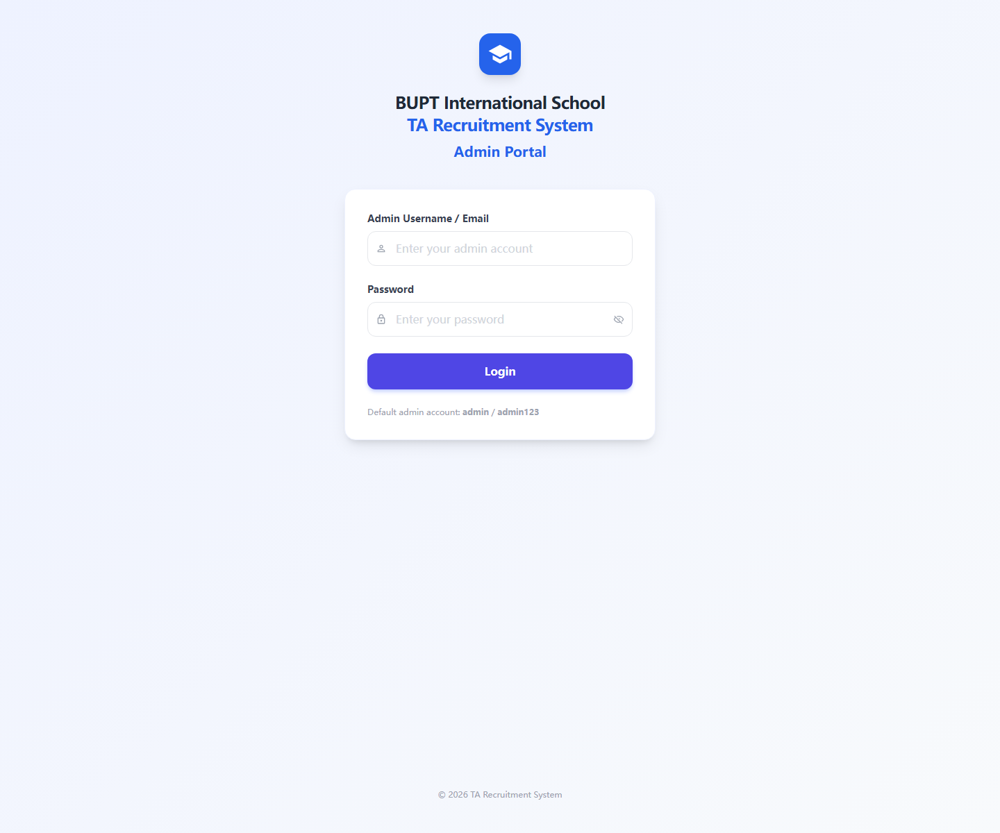 BUPT International School
TA Recruitment System
Admin Portal
Admin Username / Email
Enter your admin account
Password
Enter your password
Login
Default admin account: admin / admin123
© 2026 TA Recruitment System